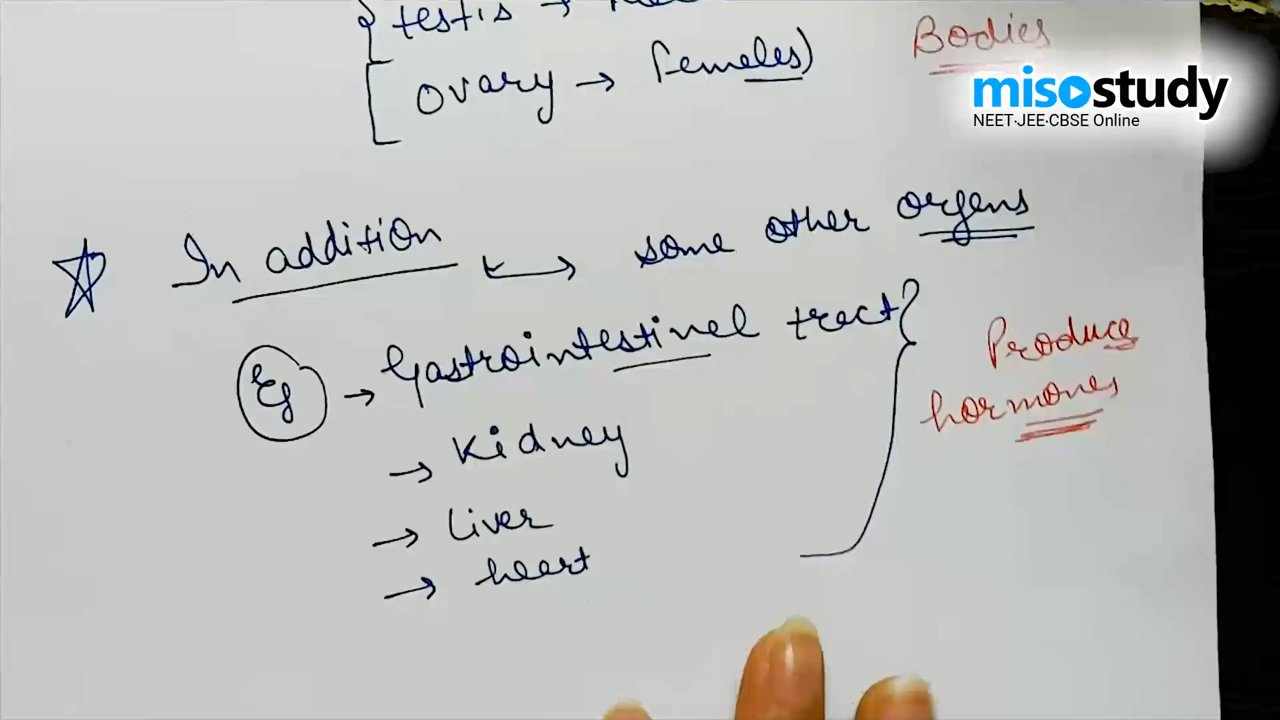 testis →
Ovary → Females)
Bodies
misostudy
NEET·JEE·CBSE Online
In addition ↔ some other organs
Eg → Gastrointestinal tract
→ Kidney
→ Liver
→ heart
Produce
hormones